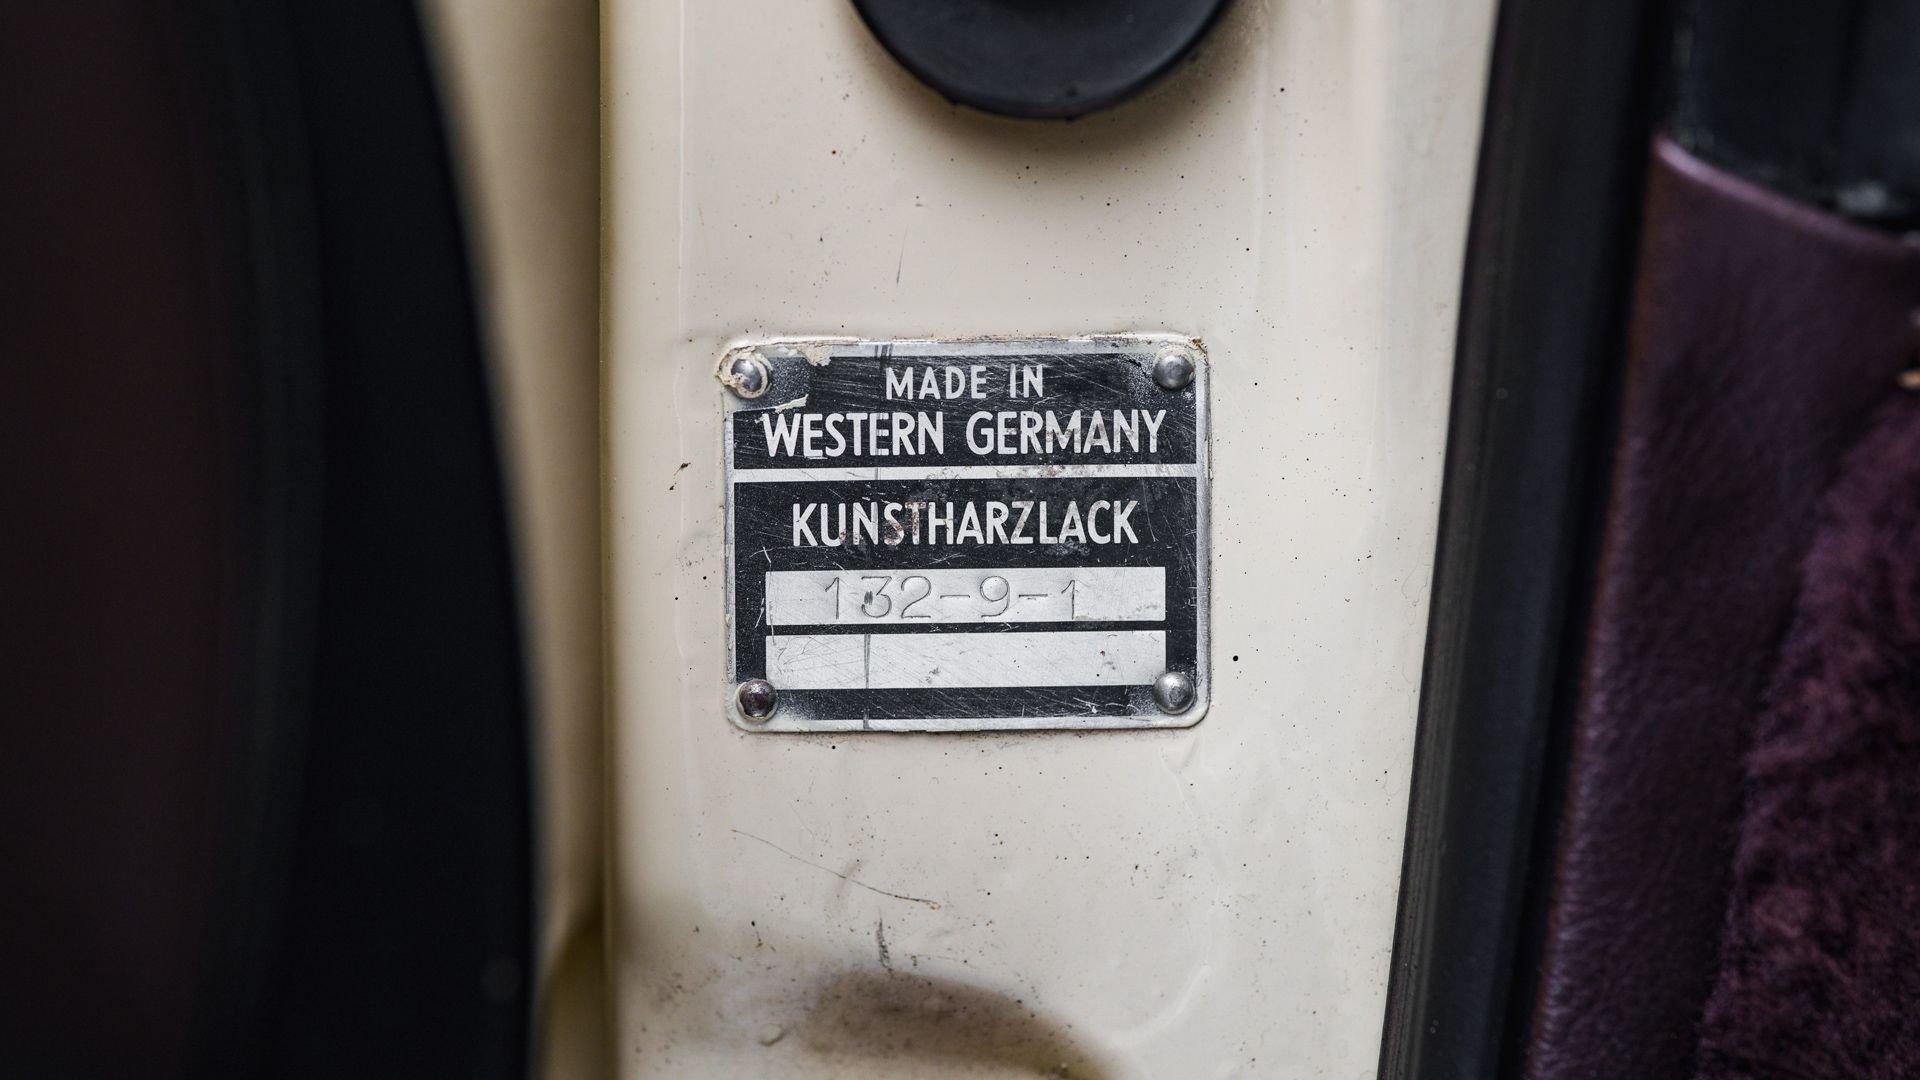 MADE IN
WESTERN GERMANY
KUNSTHARZLACK
132-9-1